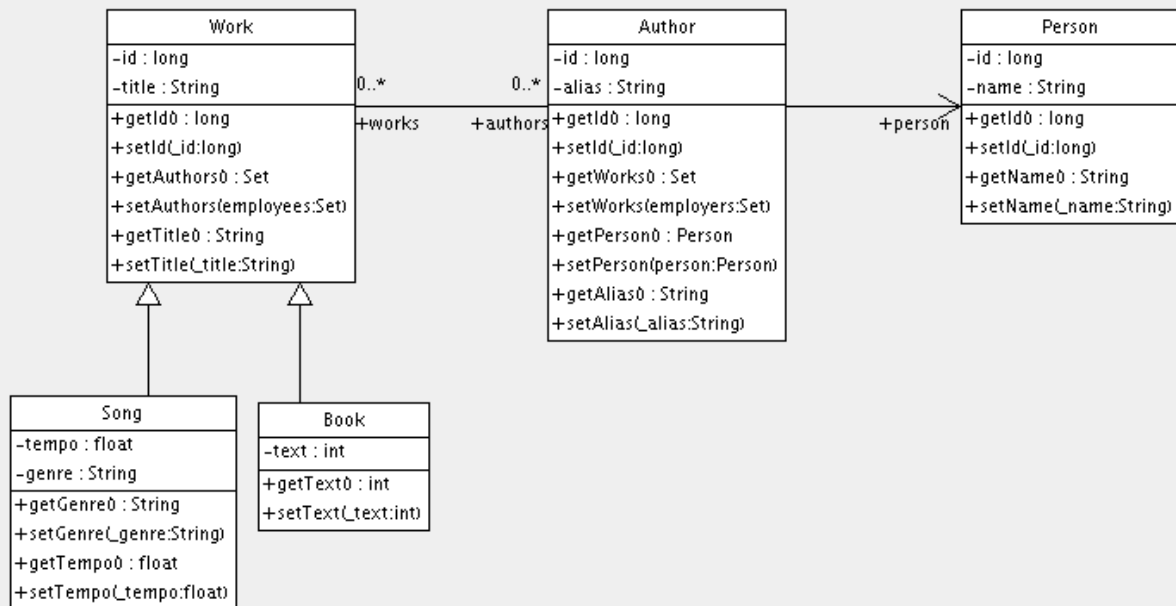 Work
-id : long
-title : String
+getId() : long
+setId(_id:long)
+getAuthors() : Set
+setAuthors(employees:Set)
+getTitle() : String
+setTitle(_title:String)
0..*
+works
0..*
+authors
Author
-id : long
-alias : String
+getId() : long
+setId(_id:long)
+getWorks() : Set
+setWorks(employers:Set)
+getPerson() : Person
+setPerson(person:Person)
+getAlias() : String
+setAlias(_alias:String)
+person
Person
-id : long
-name : String
+getId() : long
+setId(_id:long)
+getName() : String
+setName(_name:String)
Song
-tempo : float
-genre : String
+getGenre() : String
+setGenre(_genre:String)
+getTempo() : float
+setTempo(_tempo:float)
Book
-text : int
+getText() : int
+setText(_text:int)